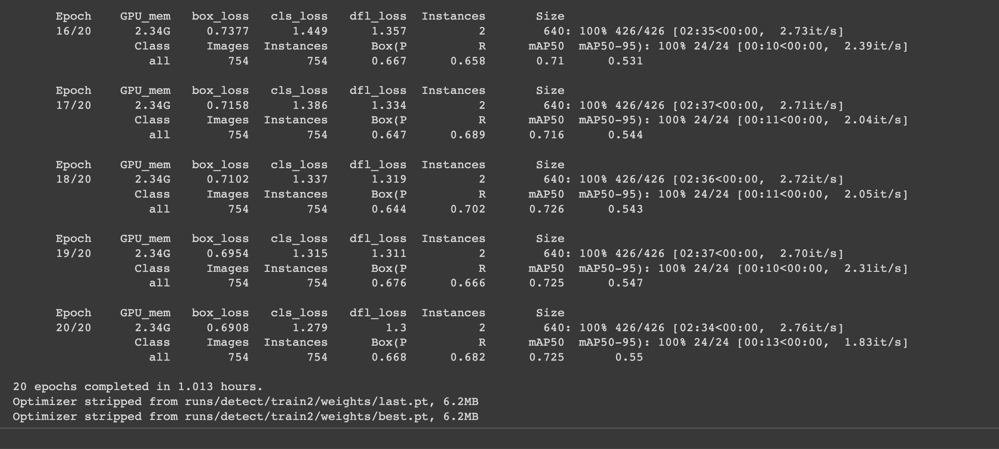 Epoch GPU_mem box_loss cls_loss dfl_loss Instances Size
16/20 2.34G 0.7377 1.449 1.357 2 640: 100% 426/426 [02:35<00:00, 2.73it/s]
Class Images Instances Box(P R mAP50 mAP50-95): 100% 24/24 [00:10<00:00, 2.39it/s]
all 754 754 0.667 0.658 0.71 0.531
Epoch GPU_mem box_loss cls_loss dfl_loss Instances Size
17/20 2.34G 0.7158 1.386 1.334 2 640: 100% 426/426 [02:37<00:00, 2.71it/s]
Class Images Instances Box(P R mAP50 mAP50-95): 100% 24/24 [00:11<00:00, 2.04it/s]
all 754 754 0.647 0.689 0.716 0.544
Epoch GPU_mem box_loss cls_loss dfl_loss Instances Size
18/20 2.34G 0.7102 1.337 1.319 2 640: 100% 426/426 [02:36<00:00, 2.72it/s]
Class Images Instances Box(P R mAP50 mAP50-95): 100% 24/24 [00:11<00:00, 2.05it/s]
all 754 754 0.644 0.702 0.726 0.543
Epoch GPU_mem box_loss cls_loss dfl_loss Instances Size
19/20 2.34G 0.6954 1.315 1.311 2 640: 100% 426/426 [02:37<00:00, 2.70it/s]
Class Images Instances Box(P R mAP50 mAP50-95): 100% 24/24 [00:10<00:00, 2.31it/s]
all 754 754 0.676 0.666 0.725 0.547
Epoch GPU_mem box_loss cls_loss dfl_loss Instances Size
20/20 2.34G 0.6908 1.279 1.3 2 640: 100% 426/426 [02:34<00:00, 2.76it/s]
Class Images Instances Box(P R mAP50 mAP50-95): 100% 24/24 [00:13<00:00, 1.83it/s]
all 754 754 0.668 0.682 0.725 0.55
20 epochs completed in 1.013 hours.
Optimizer stripped from runs/detect/train2/weights/last.pt, 6.2MB
Optimizer stripped from runs/detect/train2/weights/best.pt, 6.2MB